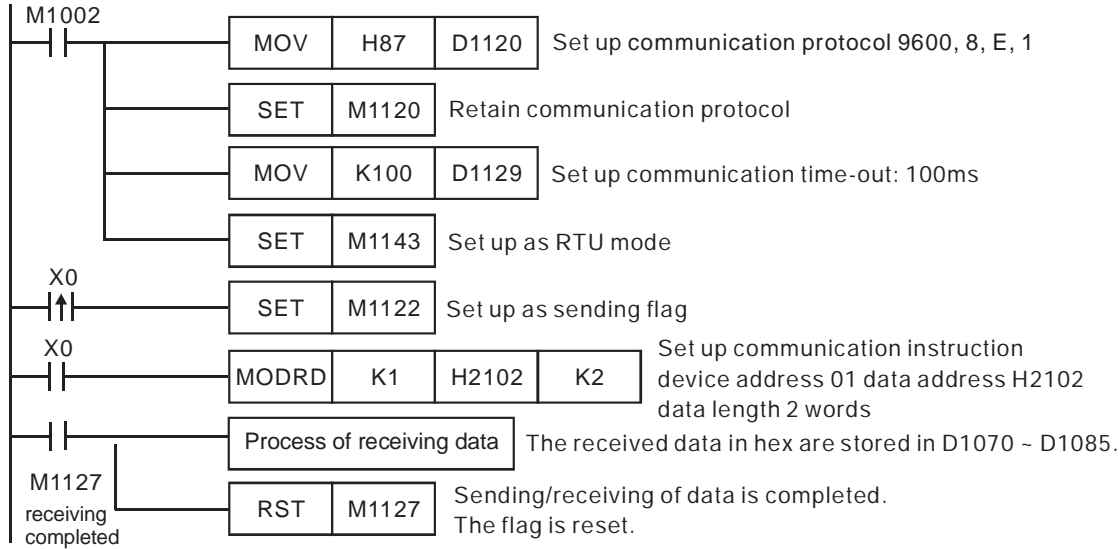 M1002
MOV H87 D1120 Set up communication protocol 9600, 8, E, 1
SET M1120 Retain communication protocol
MOV K100 D1129 Set up communication time-out: 100ms
SET M1143 Set up as RTU mode
X0
SET M1122 Set up as sending flag
X0
MODRD K1 H2102 K2
Set up communication instruction
device address 01 data address H2102
data length 2 words
Process of receiving data The received data in hex are stored in D1070 ~ D1085.
M1127
receiving
completed
RST M1127
Sending/receiving of data is completed.
The flag is reset.